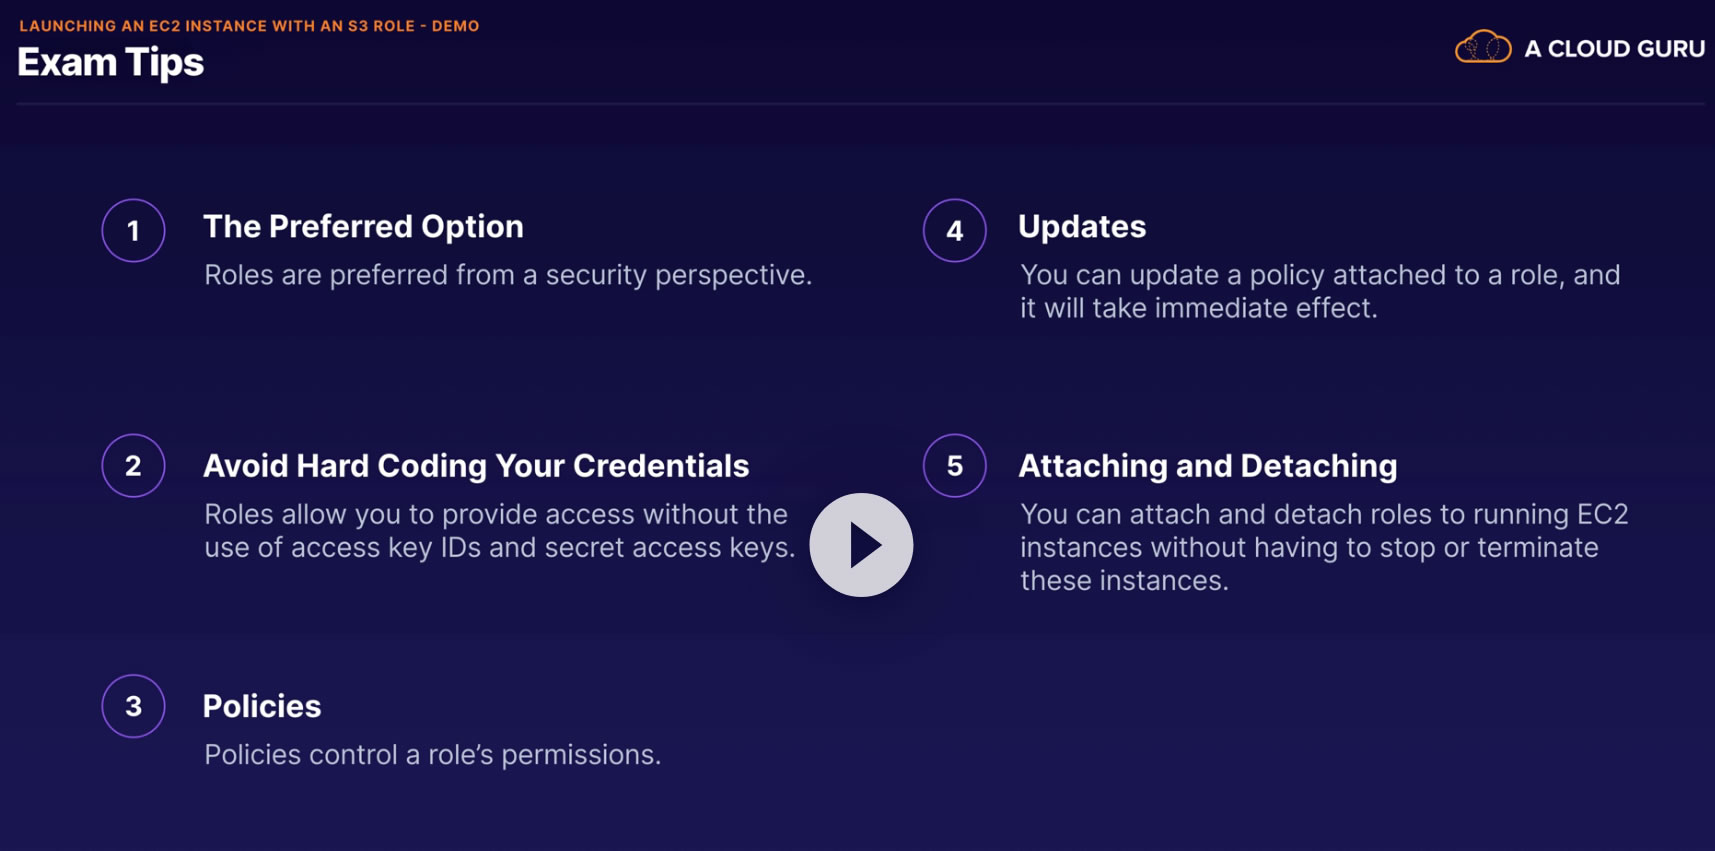 LAUNCHING AN EC2 INSTANCE WITH AN S3 ROLE - DEMO
Exam Tips
A CLOUD GURU
1
The Preferred Option
Roles are preferred from a security perspective.
2
Avoid Hard Coding Your Credentials
Roles allow you to provide access without the
use of access key IDs and secret access keys.
3
Policies
Policies control a role’s permissions.
4
Updates
You can update a policy attached to a role, and
it will take immediate effect.
5
Attaching and Detaching
You can attach and detach roles to running EC2
instances without having to stop or terminate
these instances.